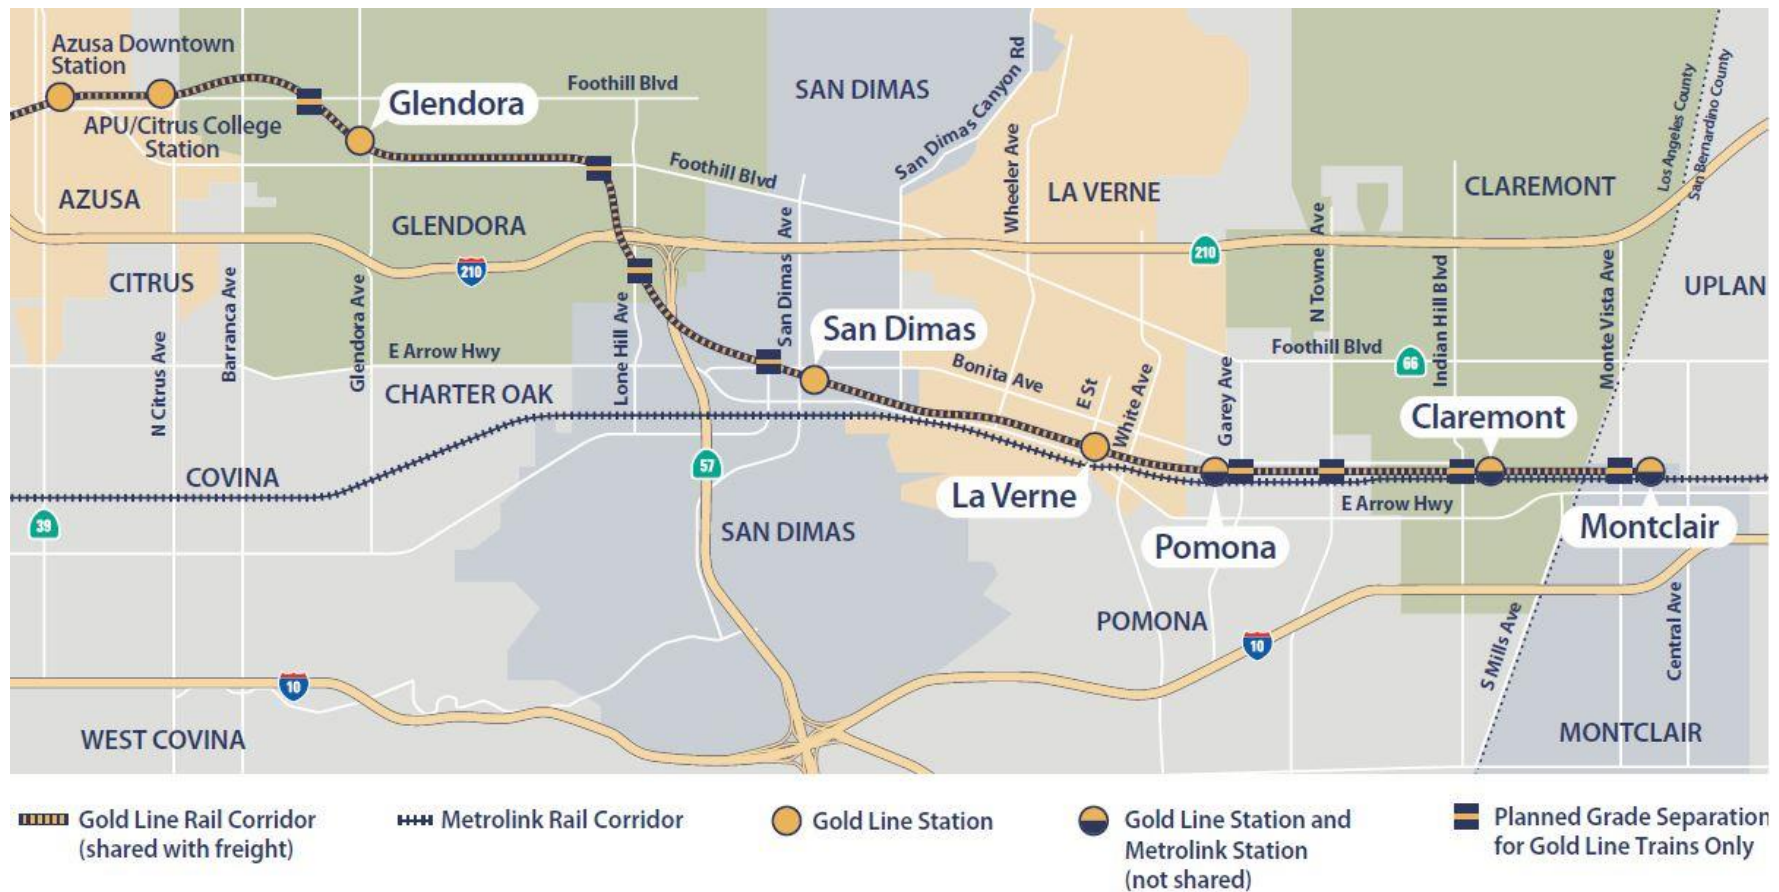 Azusa Downtown
Station
Glendora
Foothill Blvd
SAN DIMAS
San Dimas Canyon Rd
Los Angeles County
San Bernardino County
APU/Citrus College
Station
Foothill Blvd
Wheeler Ave
LA VERNE
CLAREMONT
AZUSA
GLENDORA
San Dimas Ave
N Towne Ave
210
210
CITRUS
Barranca Ave
Glendora Ave
Lone Hill Ave
Indian Hill Blvd
Monte Vista Ave
UPLAN
N Citrus Ave
E Arrow Hwy
San Dimas
Bonita Ave
Foothill Blvd
66
CHARTER OAK
E St
White Ave
Garey Ave
Claremont
COVINA
57
La Verne
E Arrow Hwy
39
SAN DIMAS
Pomona
Montclair
POMONA
10
S Mills Ave
Central Ave
10
WEST COVINA
MONTCLAIR
Gold Line Rail Corridor
(shared with freight)
Metrolink Rail Corridor
Gold Line Station
Gold Line Station and
Metrolink Station
(not shared)
Planned Grade Separation
for Gold Line Trains Only